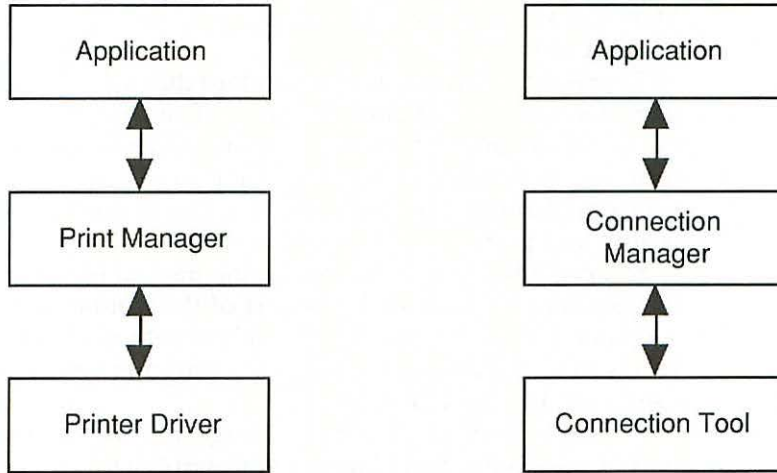 Application
Print Manager
Printer Driver
Application
Connection
Manager
Connection Tool